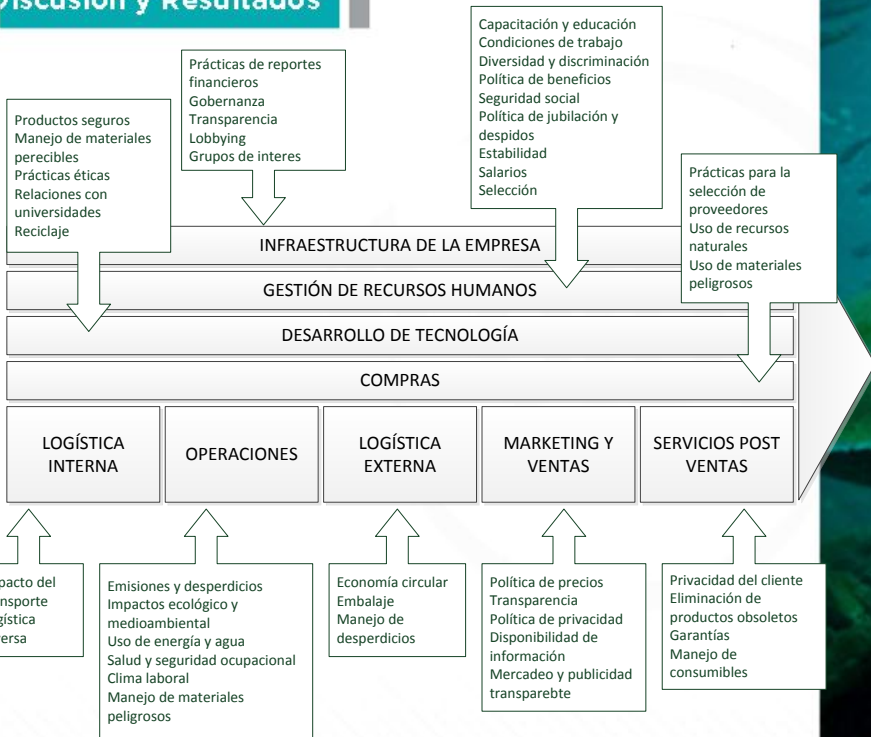 Discusión y Resultados
Capacitación y educación
Condiciones de trabajo
Diversidad y discriminación
Política de beneficios
Seguridad social
Política de jubilación y
despidos
Estabilidad
Salarios
Selección
Prácticas de reportes
financieros
Gobernanza
Transparencia
Lobbying
Grupos de interes
Productos seguros
Manejo de materiales
perecibles
Prácticas éticas
Relaciones con
universidades
Reciclaje
Prácticas para la
selección de
proveedores
Uso de recursos
naturales
Uso de materiales
peligrosos
INFRAESTRUCTURA DE LA EMPRESA
GESTIÓN DE RECURSOS HUMANOS
DESARROLLO DE TECNOLOGÍA
COMPRAS
LOGÍSTICA
INTERNA
OPERACIONES
LOGÍSTICA
EXTERNA
MARKETING Y
VENTAS
SERVICIOS POST
VENTAS
pacto del
nsporte
gística
ersa
Emisiones y desperdicios
Impactos ecológico y
medioambiental
Uso de energía y agua
Salud y seguridad ocupacional
Clima laboral
Manejo de materiales
peligrosos
Economía circular
Embalaje
Manejo de
desperdicios
Política de precios
Transparencia
Política de privacidad
Disponibilidad de
información
Mercadeo y publicidad
transparebte
Privacidad del cliente
Eliminación de
productos obsoletos
Garantías
Manejo de
consumibles